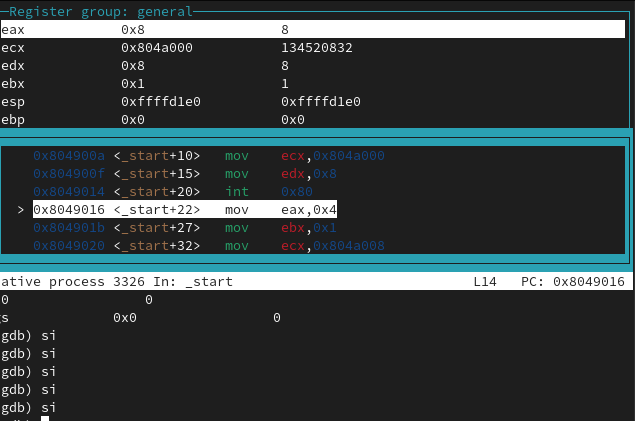 Register group: general
eax 0x8 8
ecx 0x804a000 134520832
edx 0x8 8
ebx 0x1 1
esp 0xffffd1e0 0xffffd1e0
ebp 0x0 0x0
0x804900a <_start+10> mov ecx,0x804a000
0x804900f <_start+15> mov edx,0x8
0x8049014 <_start+20> int 0x80
> 0x8049016 <_start+22> mov eax,0x4
0x804901b <_start+27> mov ebx,0x1
0x8049020 <_start+32> mov ecx,0x804a008
ative process 3326 In: _start L14 PC: 0x8049016
0 0
s 0x0 0
gdb) si
gdb) si
gdb) si
gdb) si
gdb) si